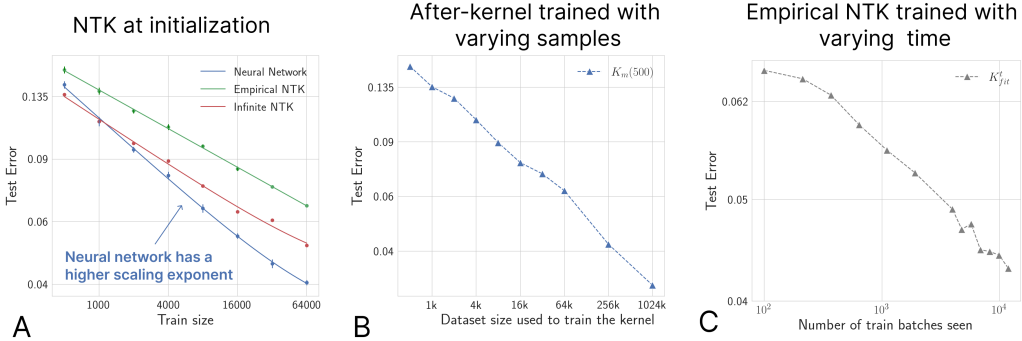 NTK at initialization
Neural Network
Empirical NTK
Infinite NTK
0.135
0.09
0.06
0.04
Test Error
Neural network has a
higher scaling exponent
1000
4000
16000
64000
Train size
A
After-kernel trained with
varying samples
K_m(500)
0.135
0.09
0.06
0.04
Test Error
1k
4k
16k
64k
256k
1024k
Dataset size used to train the kernel
B
Empirical NTK trained with
varying time
K^t_{fit}
0.062
0.05
0.04
Test Error
10^2
10^3
10^4
Number of train batches seen
C